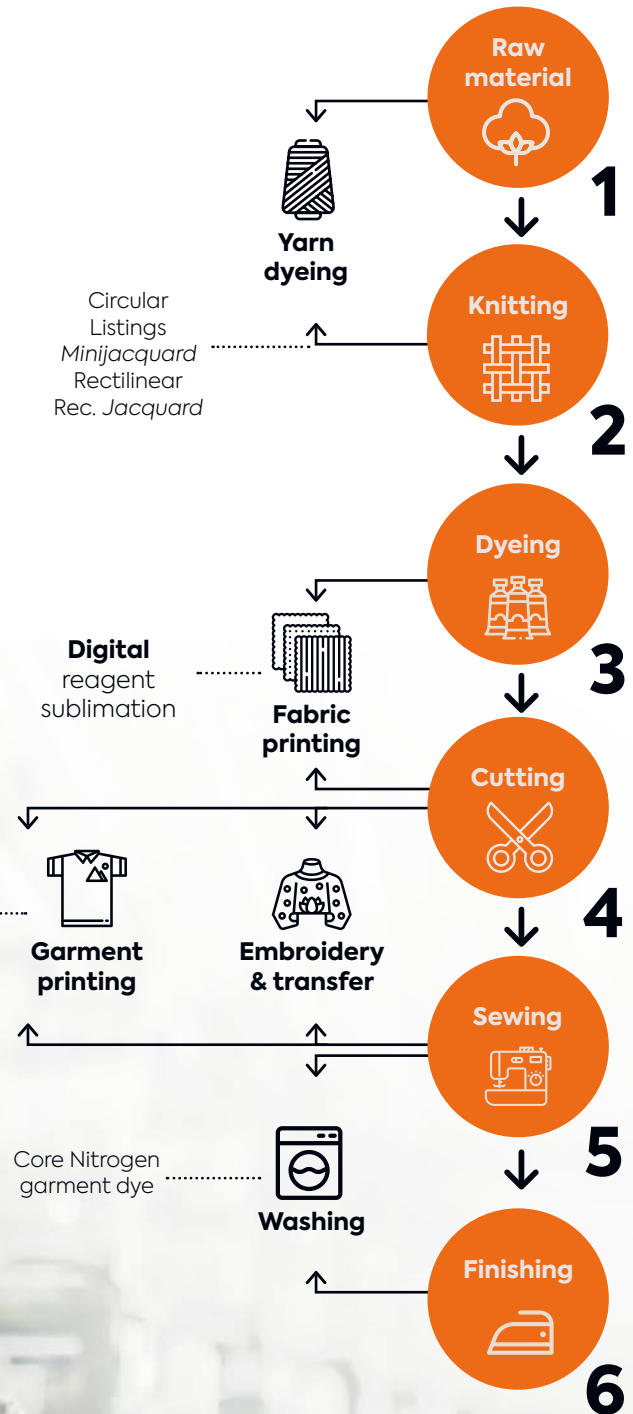 Raw
material
1
Yarn
dyeing
Circular
Listings
Minijacquard
Rectilinear
Rec. Jacquard
Knitting
2
Dyeing
3
Digital
reagent
sublimation
Fabric
printing
Cutting
4
Garment
printing
Embroidery
& transfer
Sewing
5
Core Nitrogen
garment dye
Washing
Finishing
6